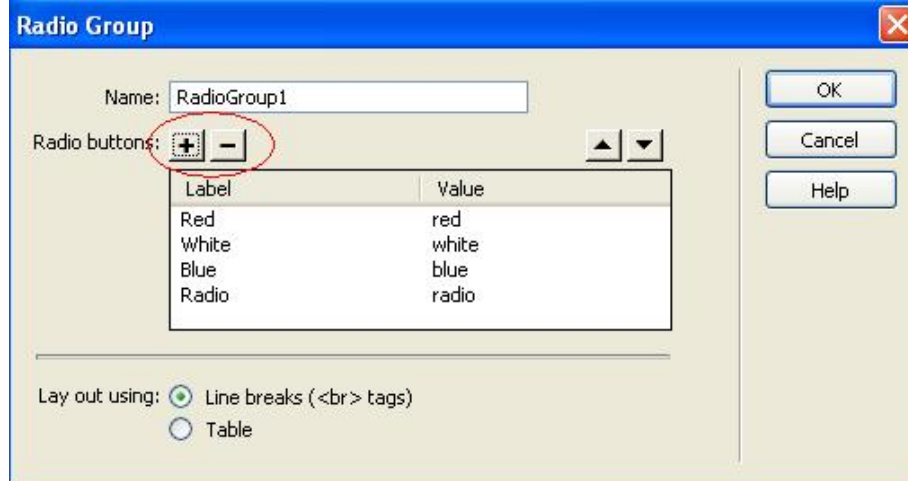 Radio Group
Name: RadioGroup1
OK
Radio buttons: + −
Cancel
Label Value
Help
Red red
White white
Blue blue
Radio radio
Lay out using: Line breaks (<br> tags)
Table